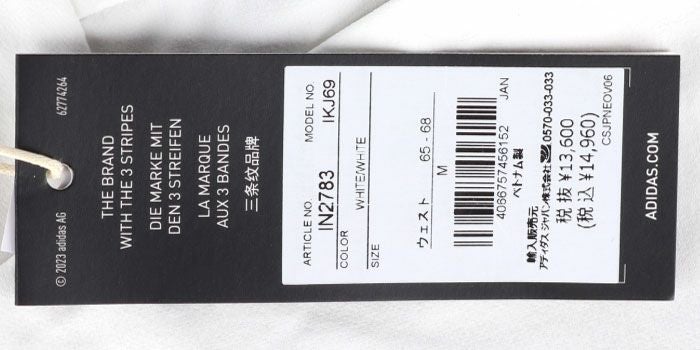 62774264
THE BRAND
WITH THE 3 STRIPES
DIE MARKE MIT
DEN 3 STREIFEN
LA MARQUE
AUX 3 BANDES
三条纹品牌
© 2023 adidas AG
ARTICLE NO.
IN2783
MODEL NO.
IKJ69
COLOR
WHITE/WHITE
SIZE
ウェスト 65 - 68
M
JAN
4066757456152
ベトナム製
輸入販売元
アディダス ジャパン株式会社 0570-033-033
税 抜 ¥13,600
(税 込 ¥14,960)
CSJPNEOV06
ADIDAS.COM